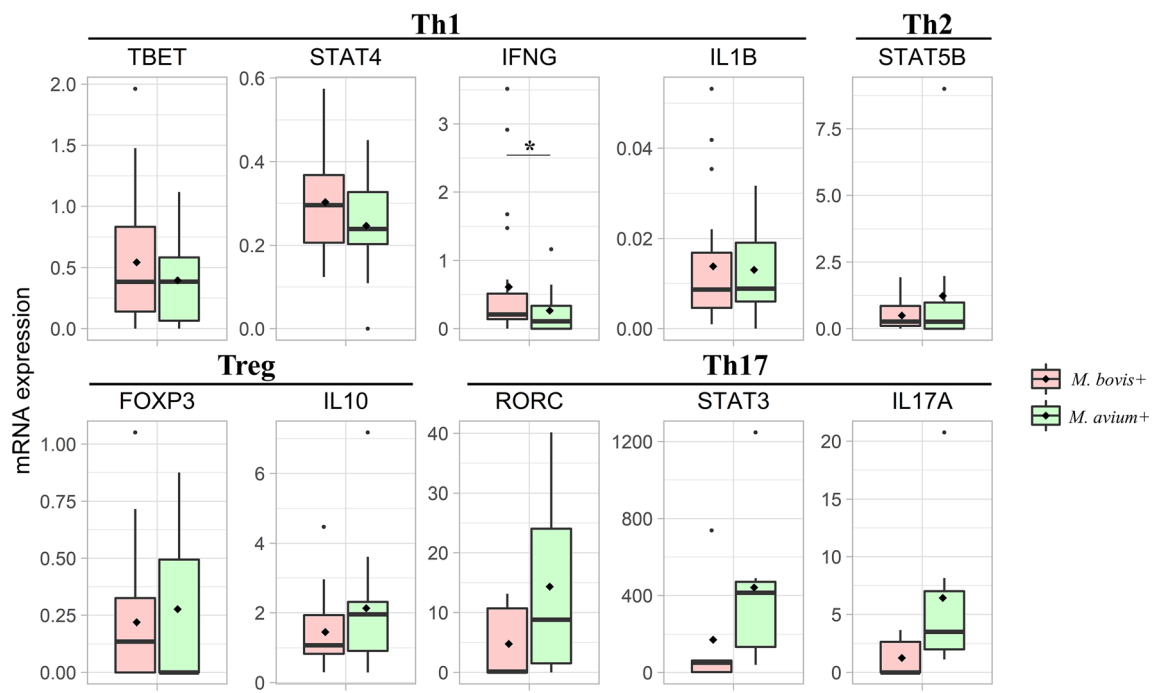 Th1 Th2
TBET STAT4 IFNG IL1B STAT5B
2.0 1.5 1.0 0.5 0.0
0.6 0.4 0.2 0.0
3 2 1 0
*
0.04 0.02 0.00
7.5 5.0 2.5 0.0
mRNA expression
Treg Th17
FOXP3 IL10 RORC STAT3 IL17A
1.00 0.75 0.50 0.25 0.00
6 4 2 0
40 30 20 10 0
1200 800 400 0
20 15 10 5 0
M. bovis+
M. avium+